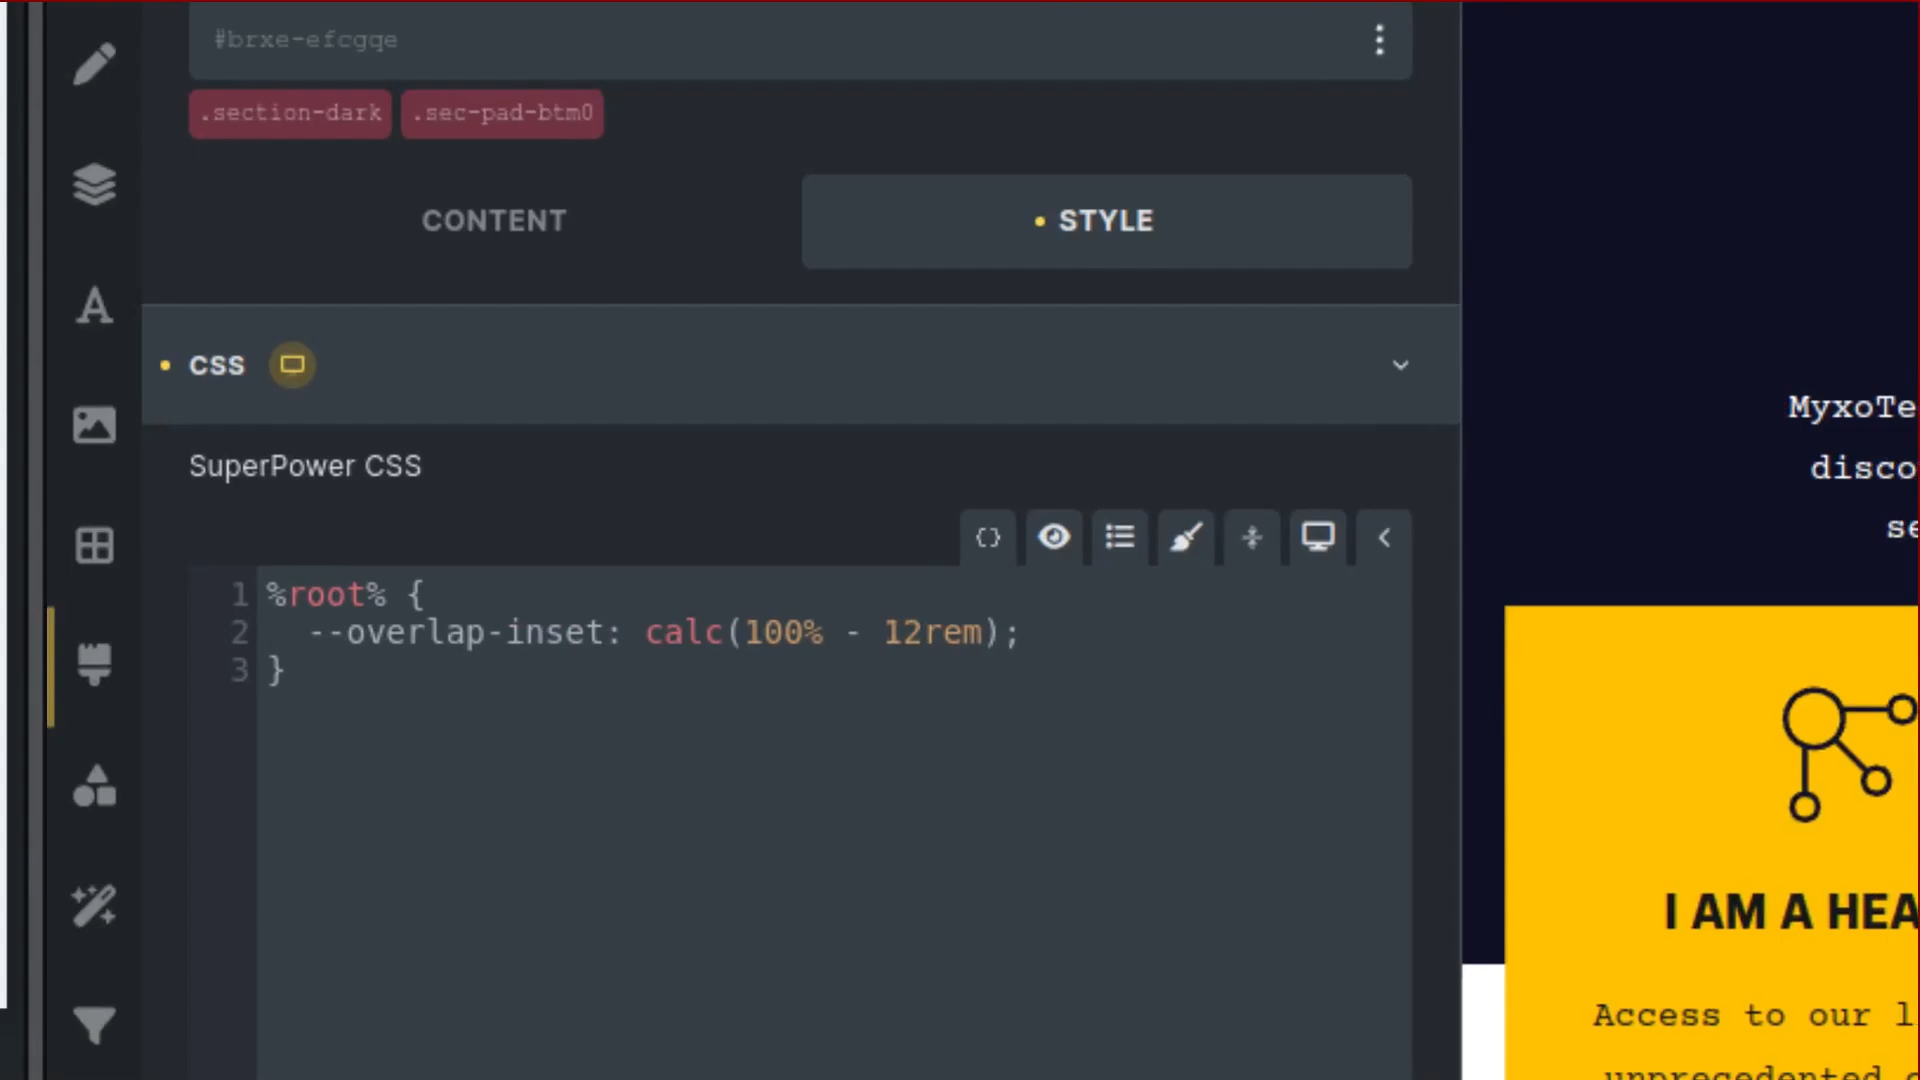 #brxe-efcgqe
.section-dark .sec-pad-btm0
CONTENT
STYLE
CSS
SuperPower CSS
1 %root% {
2 --overlap-inset: calc(100% - 12rem);
3 }
MyxoTe
disco
se
I AM A HEA
Access to our l
unprecedented